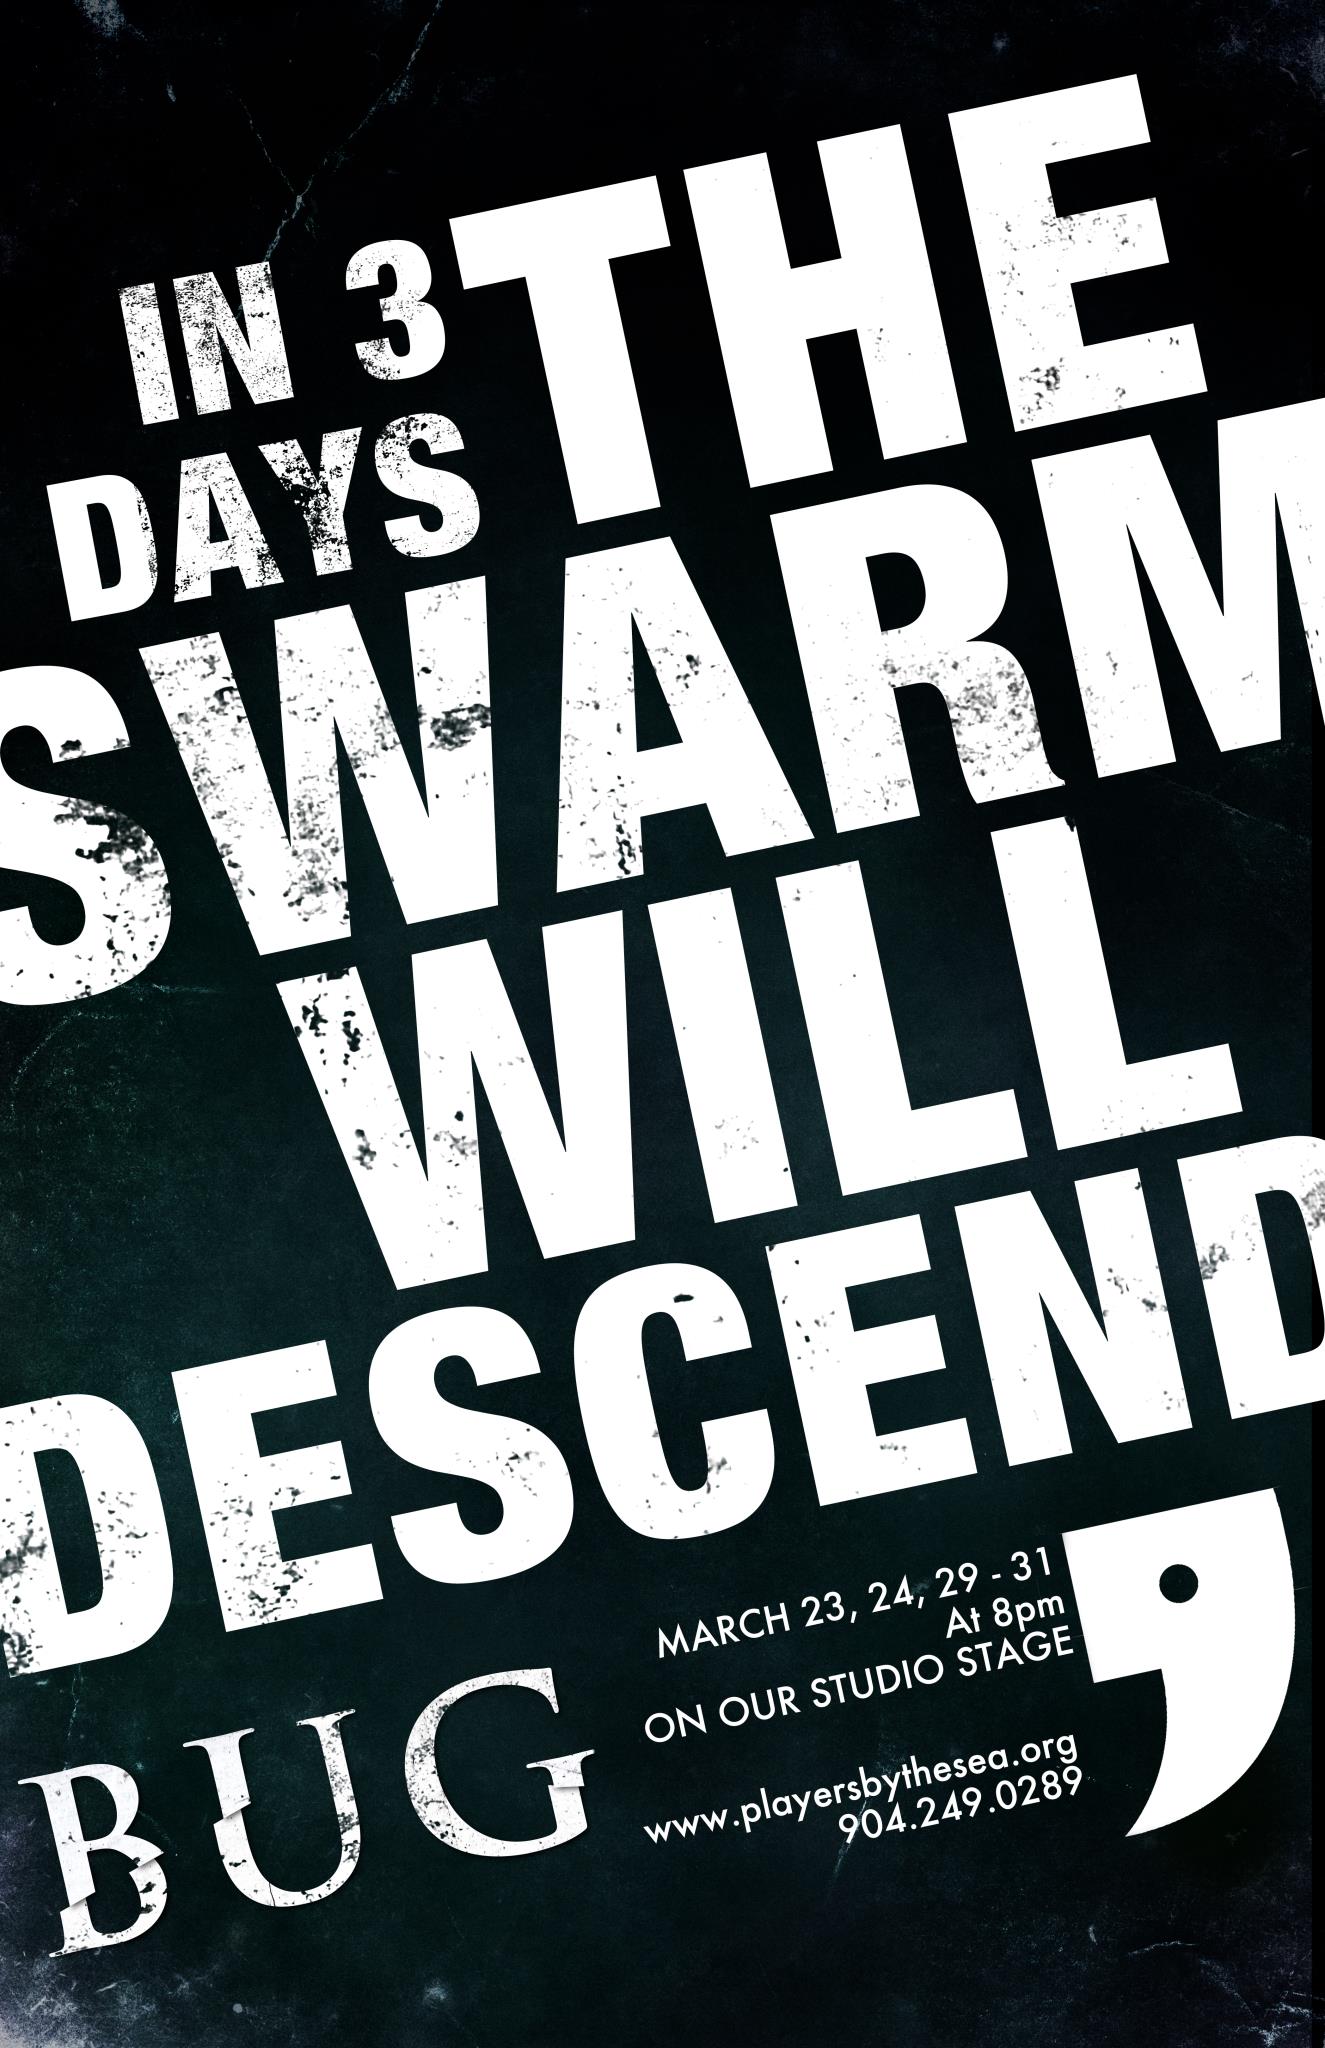 IN 3
DAYS
THE
SWARM
WILL
DESCEND
MARCH 23, 24, 29 - 31
At 8pm
ON OUR STUDIO STAGE
BUG
www.playersbythesea.org
904.249.0289